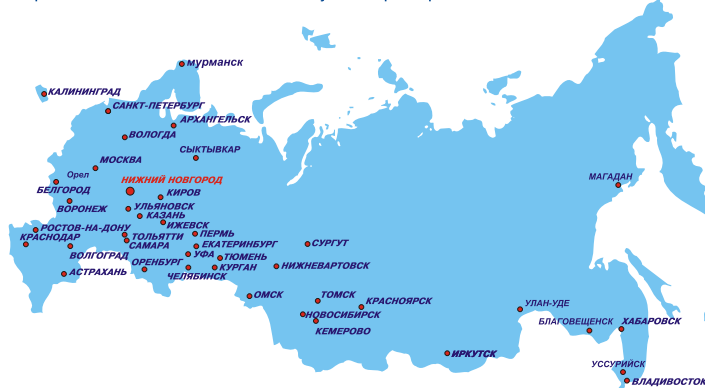 мурманск
КАЛИНИНГРАД
САНКТ-ПЕТЕРБУРГ
АРХАНГЕЛЬСК
ВОЛОГДА
СЫКТЫВКАР
МОСКВА
Орел
НИЖНИЙ НОВГОРОД
МАГАДАН
БЕЛГОРОД
КИРОВ
ВОРОНЕЖ
УЛЬЯНОВСК
КАЗАНЬ
ИЖЕВСК
РОСТОВ-НА-ДОНУ
ПЕРМЬ
КРАСНОДАР
ТОЛЬЯТТИ
САМАРА
ЕКАТЕРИНБУРГ
СУРГУТ
ВОЛГОГРАД
УФА
ТЮМЕНЬ
ОРЕНБУРГ
КУРГАН
НИЖНЕВАРТОВСК
АСТРАХАНЬ
ЧЕЛЯБИНСК
ОМСК
ТОМСК
КРАСНОЯРСК
УЛАН-УДЕ
НОВОСИБИРСК
БЛАГОВЕЩЕНСК
ХАБАРОВСК
КЕМЕРОВО
ИРКУТСК
УССУРИЙСК
ВЛАДИВОСТОК